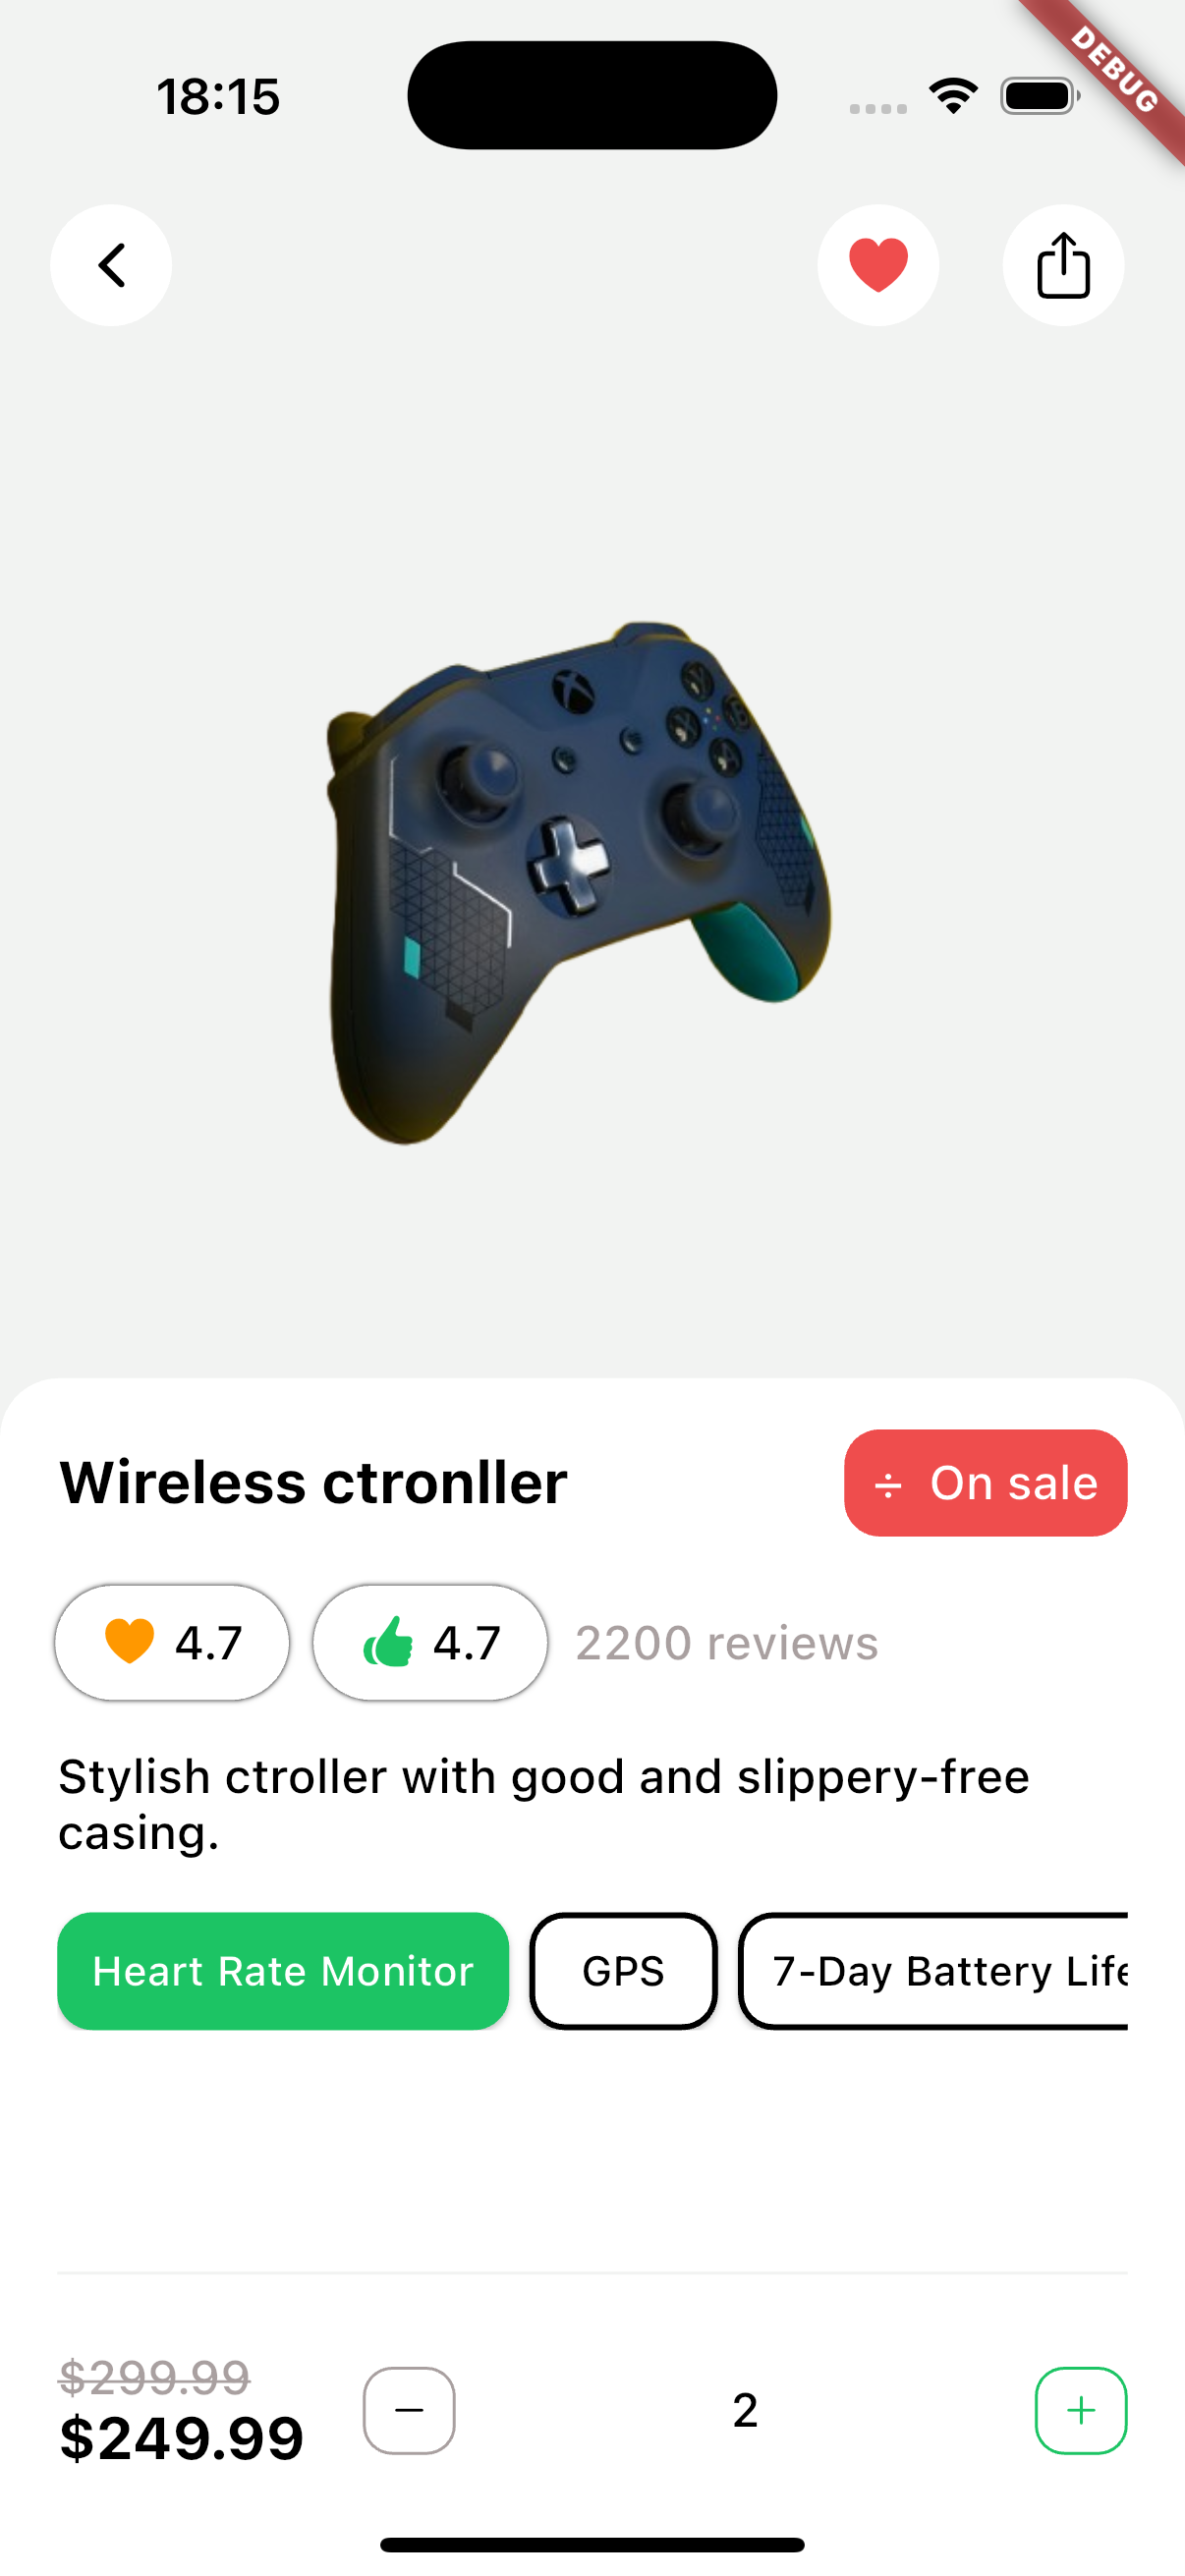 18:15
DEBUG
Y
X
B
A
Wireless ctronller
÷ On sale
4.7
4.7
2200 reviews
Stylish ctroller with good and slippery-free
casing.
Heart Rate Monitor
GPS
7-Day Battery Life
$299.99
$249.99
−
2
+